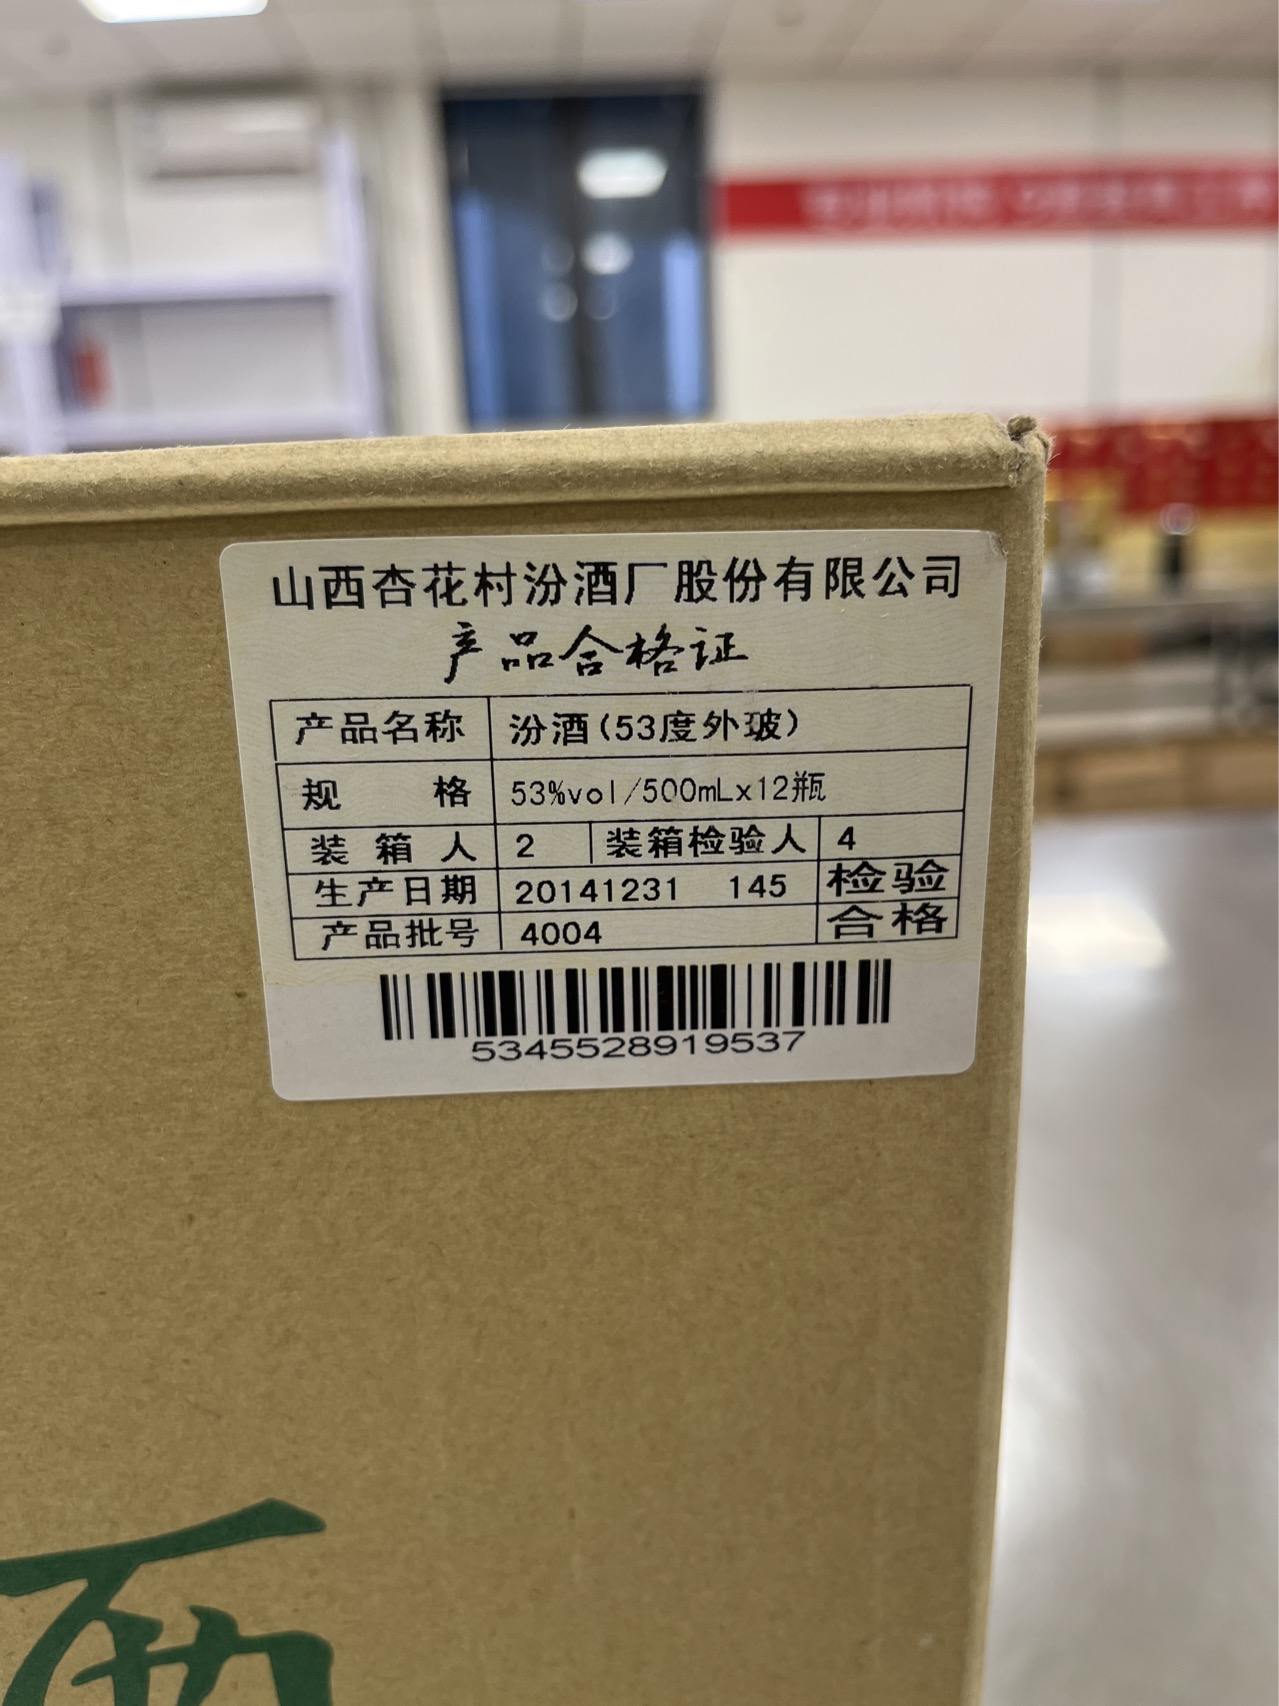 山西杏花村汾酒厂股份有限公司
产品合格证
产品名称 汾酒(53度外玻)
规格 53%vol/500mLx12瓶
装箱人 2 装箱检验人 4
生产日期 20141231 145 检验
产品批号 4004 合格
5345528919537
西